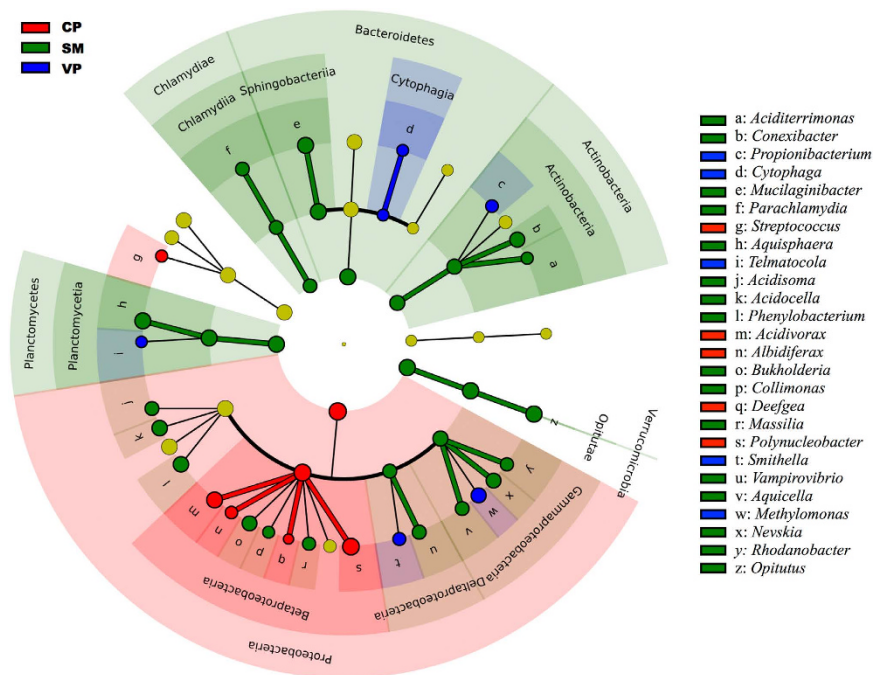 CP
SM
VP
Chlamydiae
Bacteroidetes
Chlamydiia
Sphingobacteriia
Cytophagia
Actinobacteria
Actinobacteria
f
e
d
c
b
a
g
h
i
Planctomycetes
Planctomycetia
j
k
l
m
n
o
p
q
r
s
t
u
v
w
x
y
z
Opitutae
Verrucomicrobia
Gammaproteobacteria
Deltaproteobacteria
Betaproteobacteria
Proteobacteria
a: Aciditerrimonas
b: Conexibacter
c: Propionibacterium
d: Cytophaga
e: Mucilaginibacter
f: Parachlamydia
g: Streptococcus
h: Aquisphaera
i: Telmatocola
j: Acidisoma
k: Acidocella
l: Phenylobacterium
m: Acidivorax
n: Albidiferax
o: Bukholderia
p: Collimonas
q: Deefgea
r: Massilia
s: Polynucleobacter
t: Smithella
u: Vampirovibrio
v: Aquicella
w: Methylomonas
x: Nevskia
y: Rhodanobacter
z: Opitutus